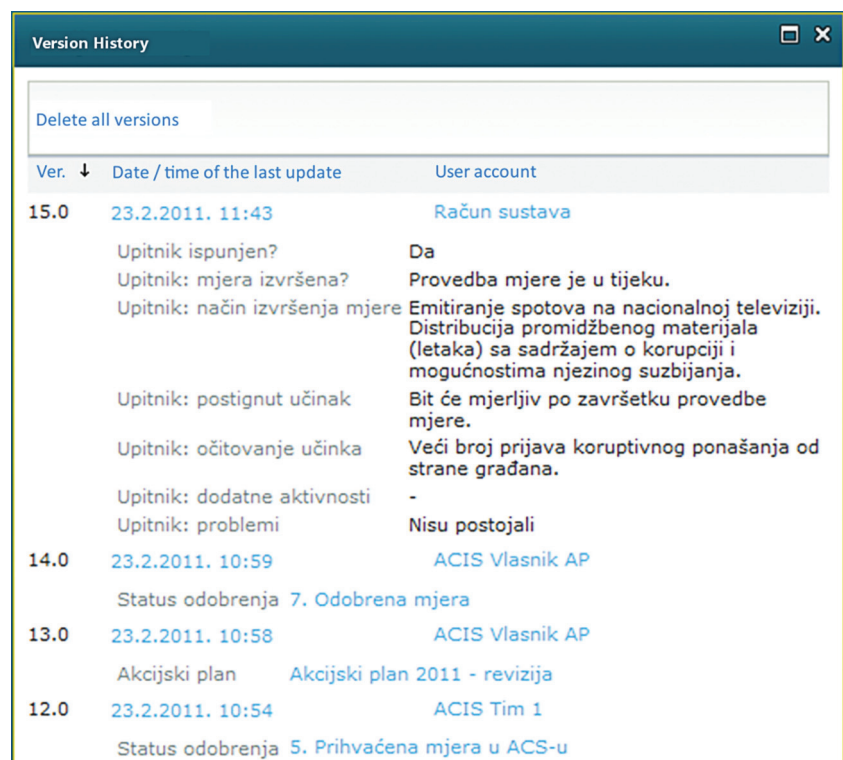 Version History
Delete all versions
Ver. ↓ Date / time of the last update User account
15.0 23.2.2011. 11:43 Račun sustava
Upitnik ispunjen? Da
Upitnik: mjera izvršena? Provedba mjere je u tijeku.
Upitnik: način izvršenja mjere Emitiranje spotova na nacionalnoj televiziji.
Distribucija promidžbenog materijala
(letaka) sa sadržajem o korupciji i
mogućnostima njezinog suzbijanja.
Upitnik: postignut učinak Bit će mjerljiv po završetku provedbe
mjere.
Upitnik: očitovanje učinka Veći broj prijava koruptivnog ponašanja od
strane građana.
Upitnik: dodatne aktivnosti -
Upitnik: problemi Nisu postojali
14.0 23.2.2011. 10:59 ACIS Vlasnik AP
Status odobrenja 7. Odobrena mjera
13.0 23.2.2011. 10:58 ACIS Vlasnik AP
Akcijski plan Akcijski plan 2011 - revizija
12.0 23.2.2011. 10:54 ACIS Tim 1
Status odobrenja 5. Prihvaćena mjera u ACS-u